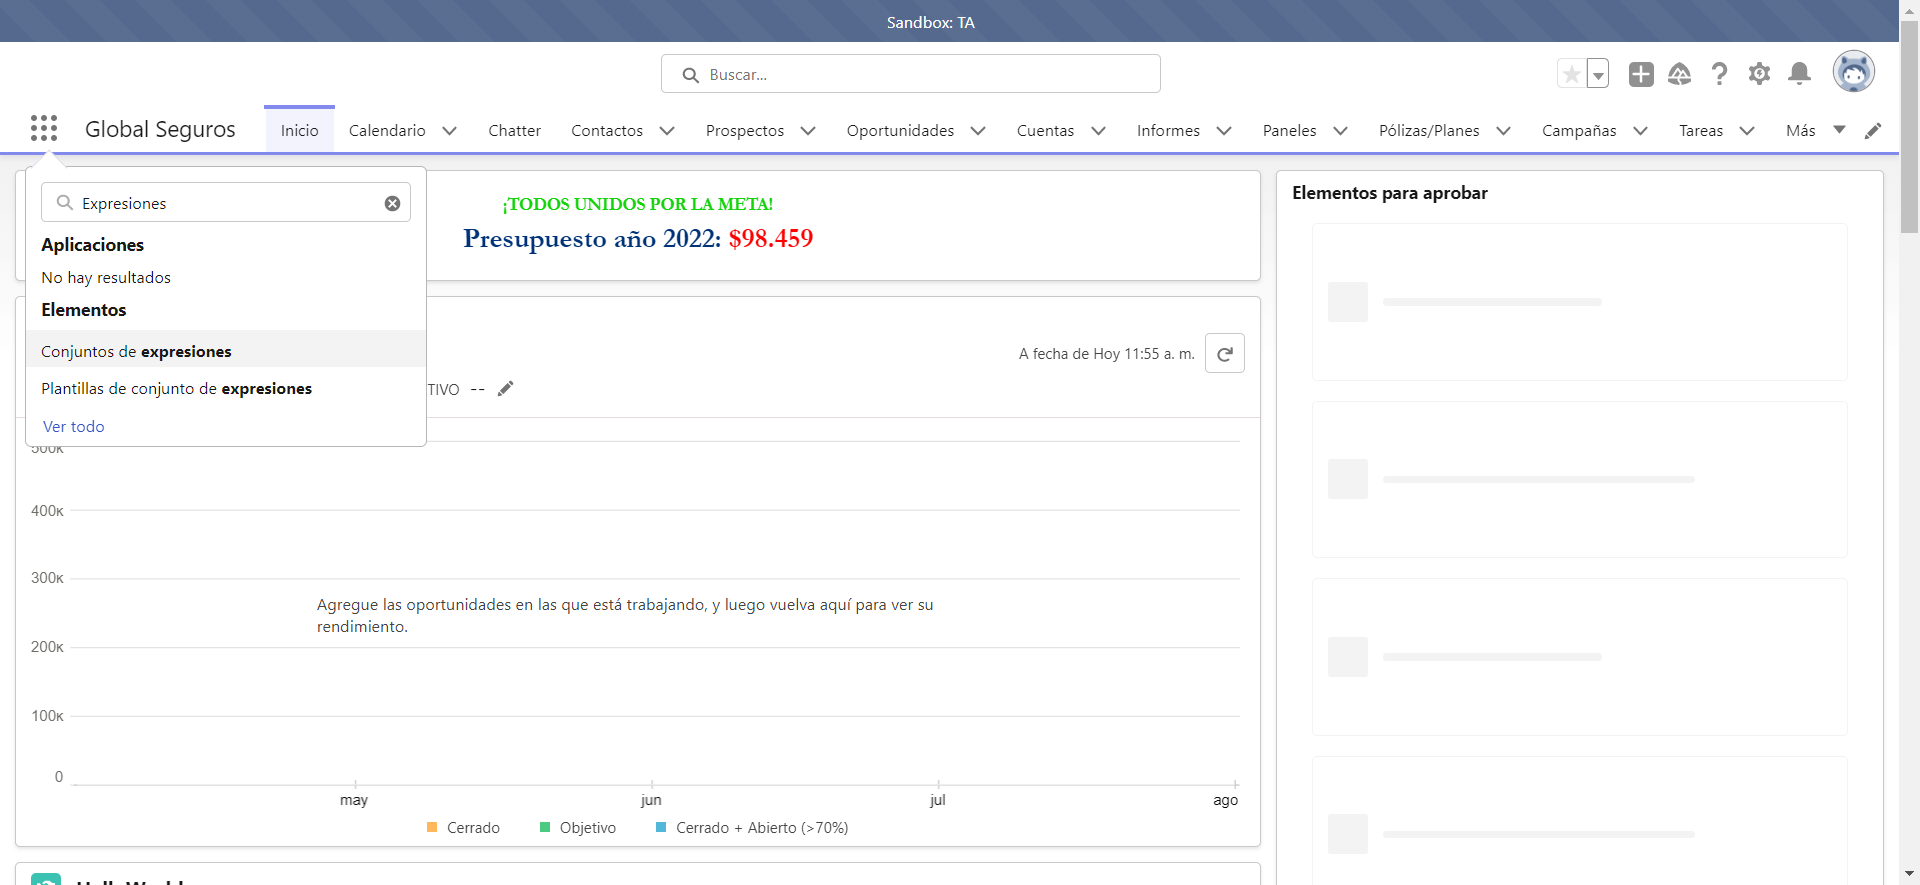 Sandbox: TA
Buscar...
Global Seguros
Inicio
Calendario
Chatter
Contactos
Prospectos
Oportunidades
Cuentas
Informes
Paneles
Pólizas/Planes
Campañas
Tareas
Más
Expresiones
Aplicaciones
No hay resultados
Elementos
Conjuntos de expresiones
Plantillas de conjunto de expresiones
Ver todo
¡TODOS UNIDOS POR LA META!
Presupuesto año 2022: $98.459
A fecha de Hoy 11:55 a. m.
TIVO --
500K
400K
300K
200K
100K
0
Agregue las oportunidades en las que está trabajando, y luego vuelva aquí para ver su
rendimiento.
may
jun
jul
ago
Cerrado
Objetivo
Cerrado + Abierto (>70%)
Elementos para aprobar